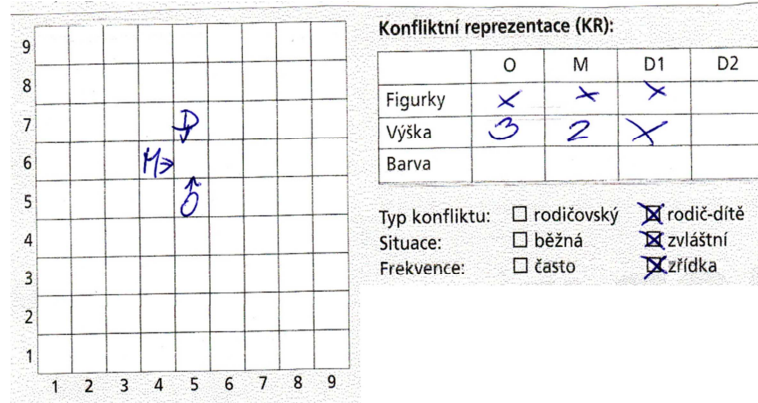 Konfliktní reprezentace (KR):
O M D1 D2
Figurky x x x
Výška 3 2 x
Barva
Typ konfliktu: ☐ rodičovský ☒ rodič-dítě
Situace: ☐ běžná ☒ zvláštní
Frekvence: ☐ často ☒ zřídka
9
8
7 D
6 M
5 O
4
3
2
1
1 2 3 4 5 6 7 8 9